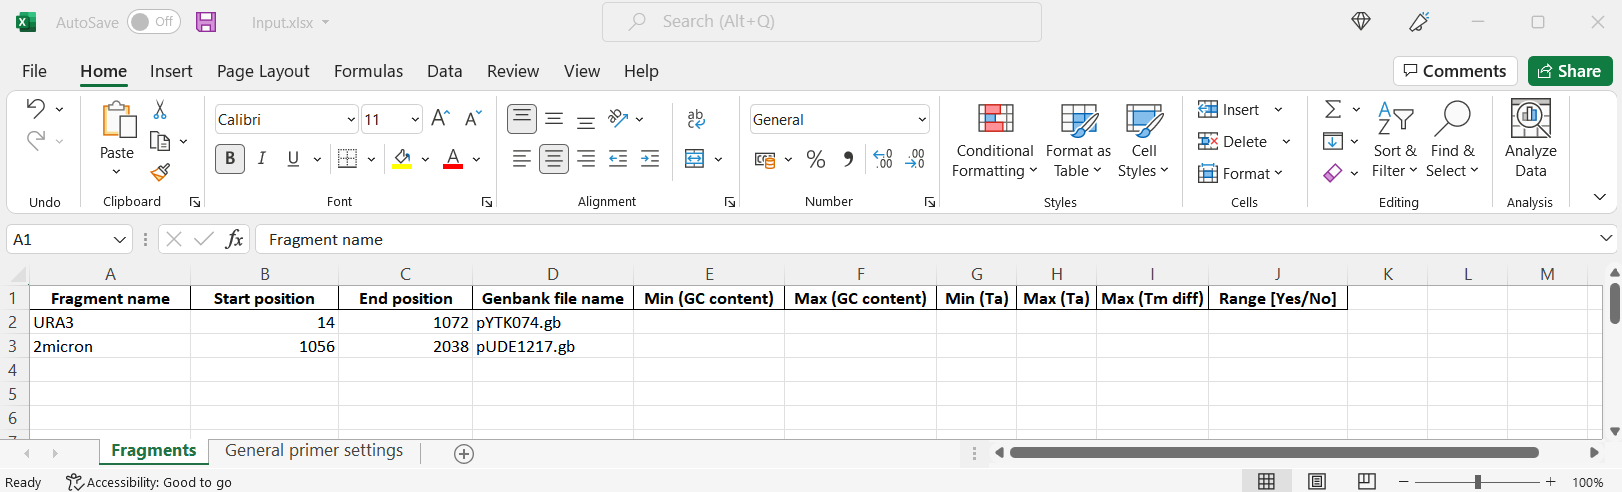 AutoSave Off Input.xlsx Search (Alt+Q)
File Home Insert Page Layout Formulas Data Review View Help Comments Share
Paste
Undo
Clipboard
Calibri 11
B I U A
Font
ab
Alignment
General
% .00 .00
Number
Conditional Formatting
Format as Table
Cell Styles
Styles
Insert
Delete
Format
Cells
Sort & Filter
Find & Select
Editing
Analyze Data
Analysis
A1 fx Fragment name
A B C D E F G H I J K L M
1 Fragment name Start position End position Genbank file name Min (GC content) Max (GC content) Min (Ta) Max (Ta) Max (Tm diff) Range [Yes/No]
2 URA3 14 1072 pYTK074.gb
3 2micron 1056 2038 pUDE1217.gb
4
5
6
Fragments General primer settings
Ready Accessibility: Good to go 100%